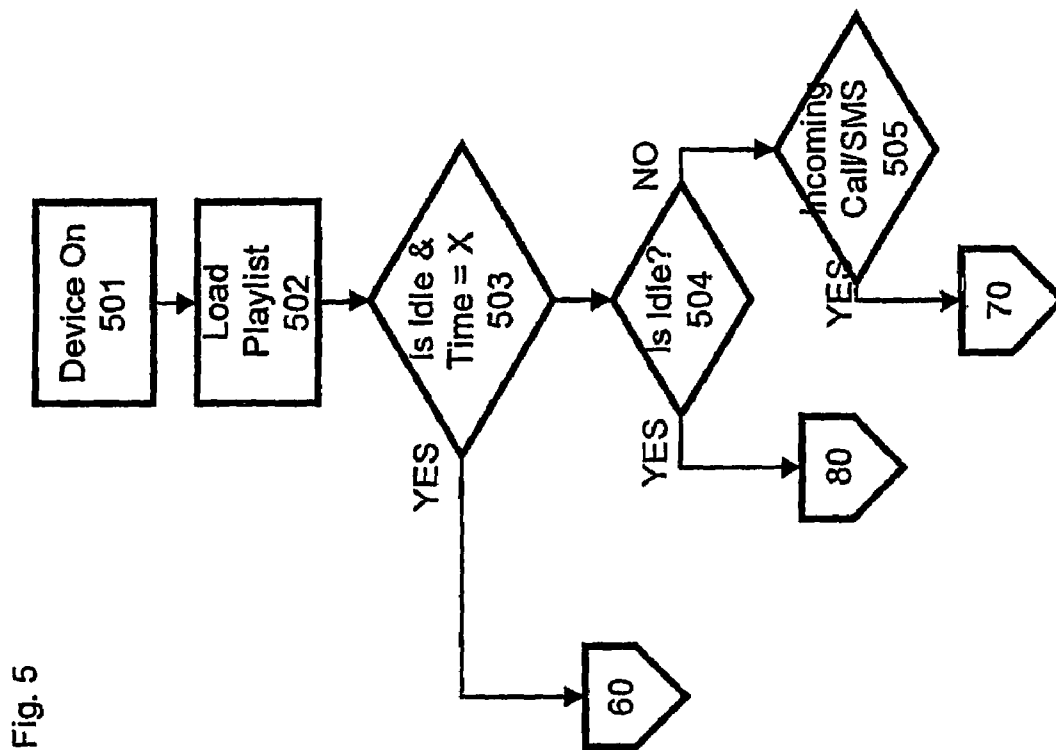 Fig. 5
Device On
501
Load
Playlist
502
Is Idle &
Time = X
503
YES
60
Is Idle?
504
YES
NO
80
Incoming
Call/SMS
505
YES
70